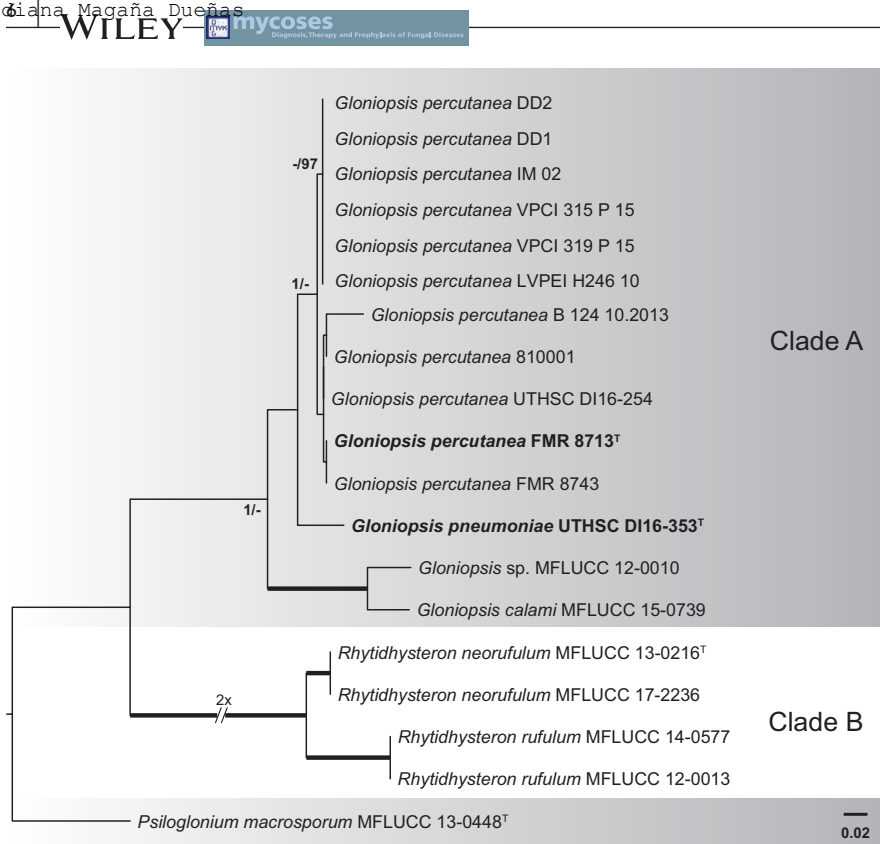 6
diana Magaña Dueñas
WILEY
mycoses
Diagnosis, Therapy and Prophylaxis of Fungal Diseases
Gloniopsis percutanea DD2
Gloniopsis percutanea DD1
-/97
Gloniopsis percutanea IM 02
Gloniopsis percutanea VPCI 315 P 15
Gloniopsis percutanea VPCI 319 P 15
1/-
Gloniopsis percutanea LVPEI H246 10
Gloniopsis percutanea B 124 10.2013
Clade A
Gloniopsis percutanea 810001
Gloniopsis percutanea UTHSC DI16-254
Gloniopsis percutanea FMR 8713ᵀ
Gloniopsis percutanea FMR 8743
1/-
Gloniopsis pneumoniae UTHSC DI16-353ᵀ
Gloniopsis sp. MFLUCC 12-0010
Gloniopsis calami MFLUCC 15-0739
Rhytidhysteron neorufulum MFLUCC 13-0216ᵀ
Rhytidhysteron neorufulum MFLUCC 17-2236
2x
Clade B
Rhytidhysteron rufulum MFLUCC 14-0577
Rhytidhysteron rufulum MFLUCC 12-0013
Psiloglonium macrosporum MFLUCC 13-0448ᵀ
0.02